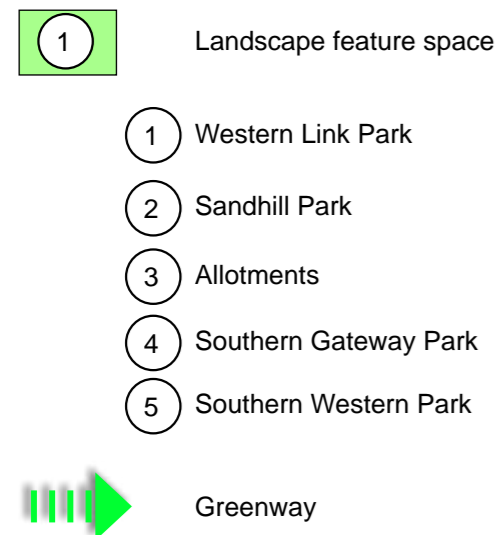 1 Landscape feature space
1 Western Link Park
2 Sandhill Park
3 Allotments
4 Southern Gateway Park
5 Southern Western Park
Greenway